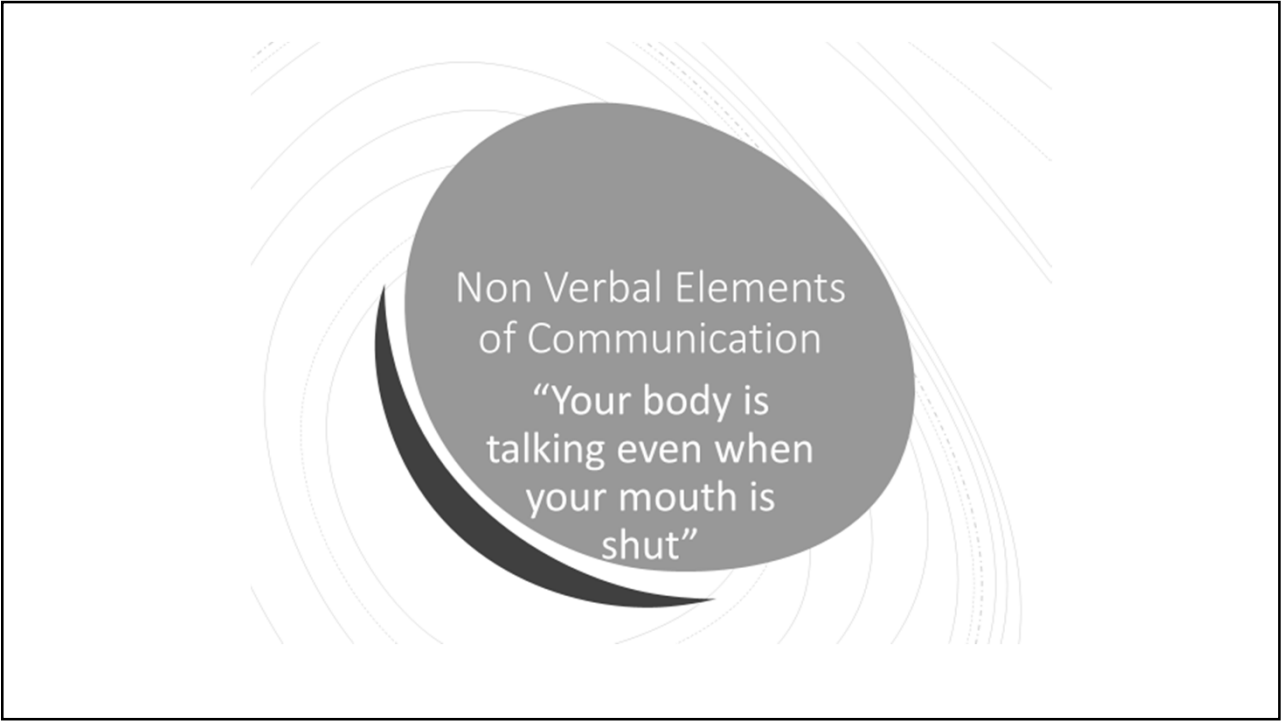 Non Verbal Elements
of Communication
“Your body is
talking even when
your mouth is
shut”